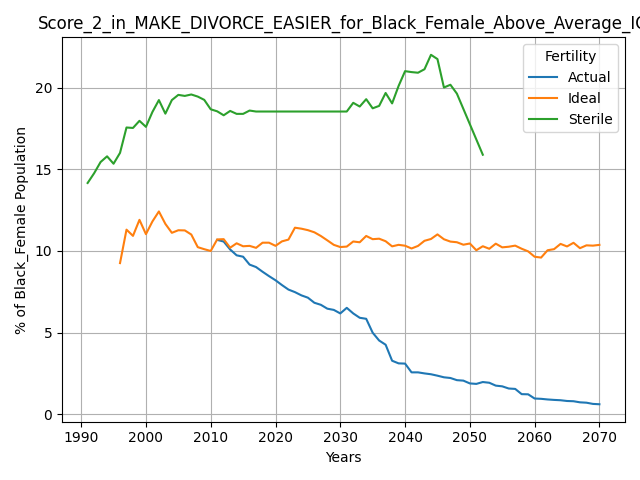 Score_2_in_MAKE_DIVORCE_EASIER_for_Black_Female_Above_Average_IQ
Fertility
Actual
Ideal
Sterile
% of Black_Female Population
20
15
10
5
0
1990 2000 2010 2020 2030 2040 2050 2060 2070
Years